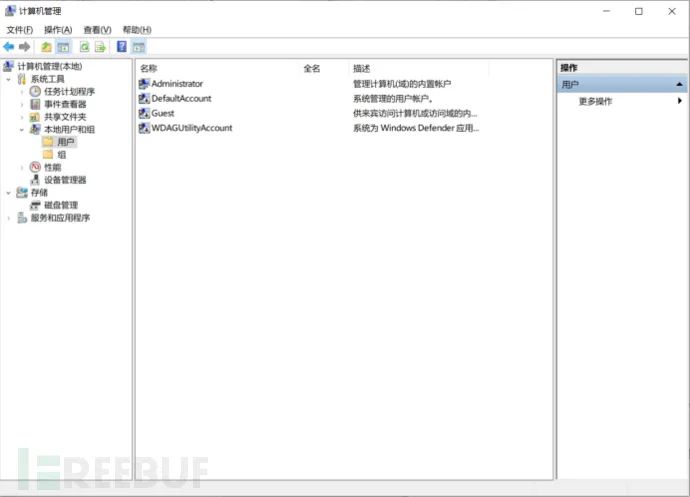 计算机管理
文件(F) 操作(A) 查看(V) 帮助(H)
计算机管理(本地)
系统工具
任务计划程序
事件查看器
共享文件夹
本地用户和组
用户
组
性能
设备管理器
存储
磁盘管理
服务和应用程序
名称 全名 描述
Administrator 管理计算机(域)的内置帐户
DefaultAccount 系统管理的用户帐户。
Guest 供来宾访问计算机或访问域的内...
WDAGUtilityAccount 系统为 Windows Defender 应用...
操作
用户
更多操作
FREEBUF